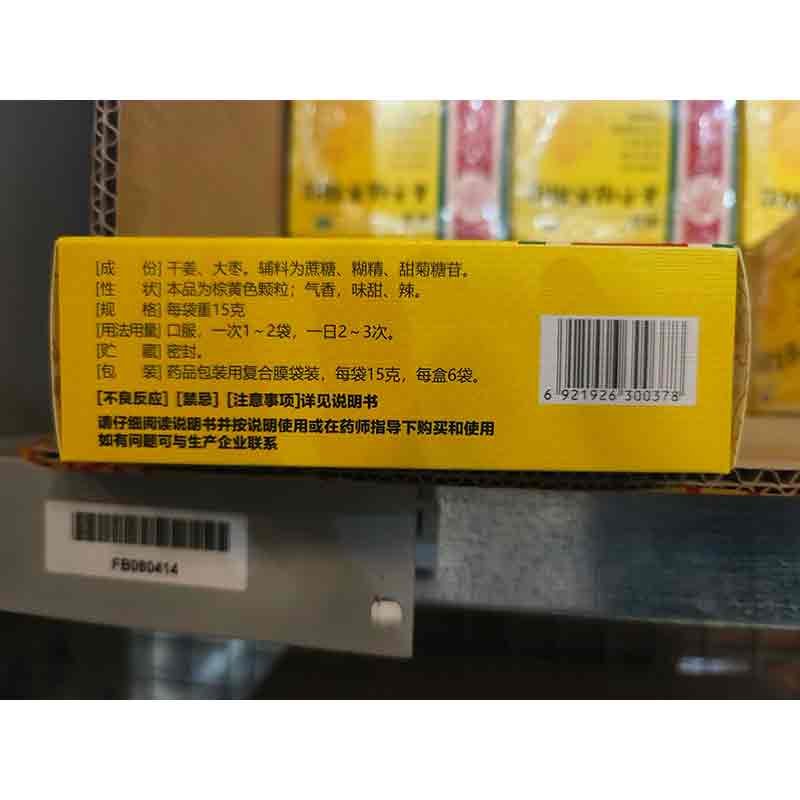 [成　份] 干姜、大枣。辅料为蔗糖、糊精、甜菊糖苷。
[性　状] 本品为棕黄色颗粒；气香，味甜、辣。
[规　格] 每袋重15克
[用法用量] 口服，一次1～2袋，一日2～3次。
[贮　藏] 密封。
[包　装] 药品包装用复合膜袋装，每袋15克，每盒6袋。
[不良反应] [禁忌] [注意事项]详见说明书
请仔细阅读说明书并按说明使用或在药师指导下购买和使用
如有问题可与生产企业联系
6 921926 300378
FB080414